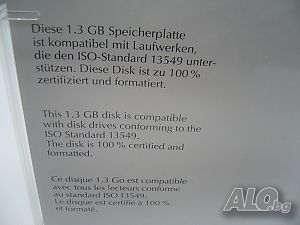 Diese 1.3 GB Speicherplatte
ist kompatibel mit Laufwerken,
die den ISO-Standard 13549 unter-
stützen. Diese Disk ist zu 100%
zertifiziert und formatiert.
This 1.3 GB disk is compatible
with disk drives conforming to the
ISO Standard 13549.
The disk is 100% certified and
formatted.
Ce disque 1.3 Go est compatible
avec tous les lecteurs conforme
au standard ISO 13549.
Le disque est certifié à 100 %
et formaté.
ALO.bg